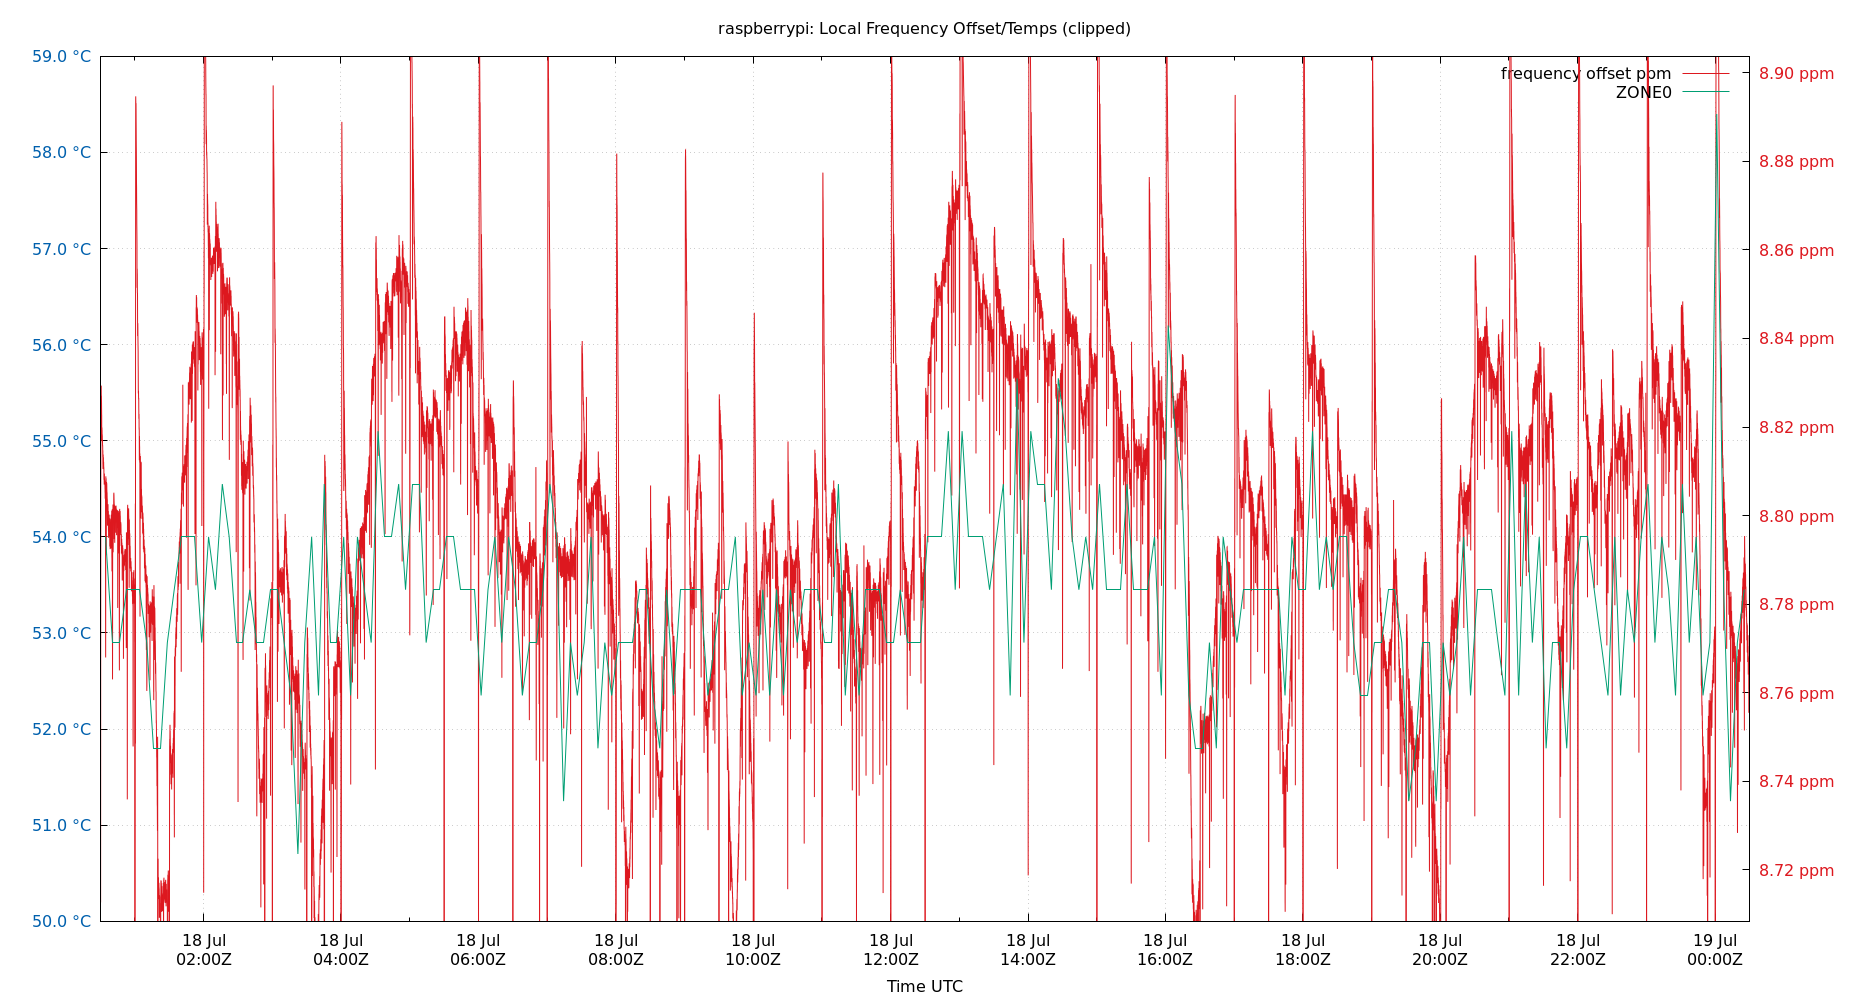 raspberrypi: Local Frequency Offset/Temps (clipped)
59.0 °C
58.0 °C
57.0 °C
56.0 °C
55.0 °C
54.0 °C
53.0 °C
52.0 °C
51.0 °C
50.0 °C
frequency offset ppm
ZONE0
8.90 ppm
8.88 ppm
8.86 ppm
8.84 ppm
8.82 ppm
8.80 ppm
8.78 ppm
8.76 ppm
8.74 ppm
8.72 ppm
18 Jul
02:00Z
18 Jul
04:00Z
18 Jul
06:00Z
18 Jul
08:00Z
18 Jul
10:00Z
18 Jul
12:00Z
18 Jul
14:00Z
18 Jul
16:00Z
18 Jul
18:00Z
18 Jul
20:00Z
18 Jul
22:00Z
19 Jul
00:00Z
Time UTC